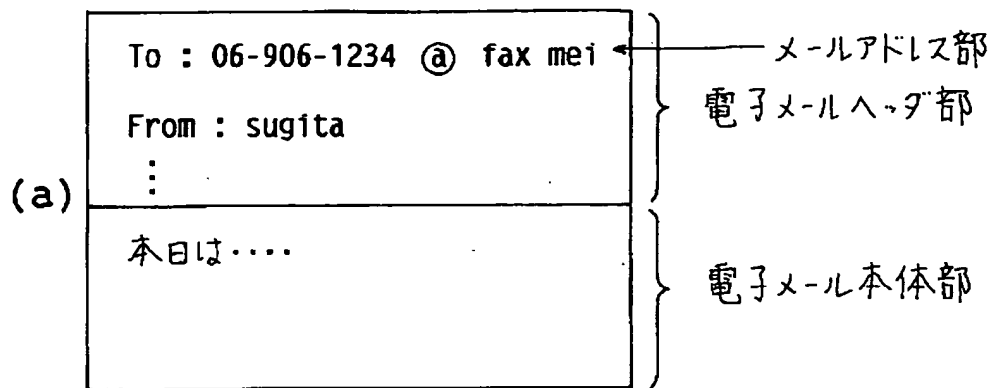 To : 06-906-1234 @ fax mei
メールアドレス部
電子メールヘッダ部
From : sugita
⋮
(a)
本日は‥‥
電子メール本体部